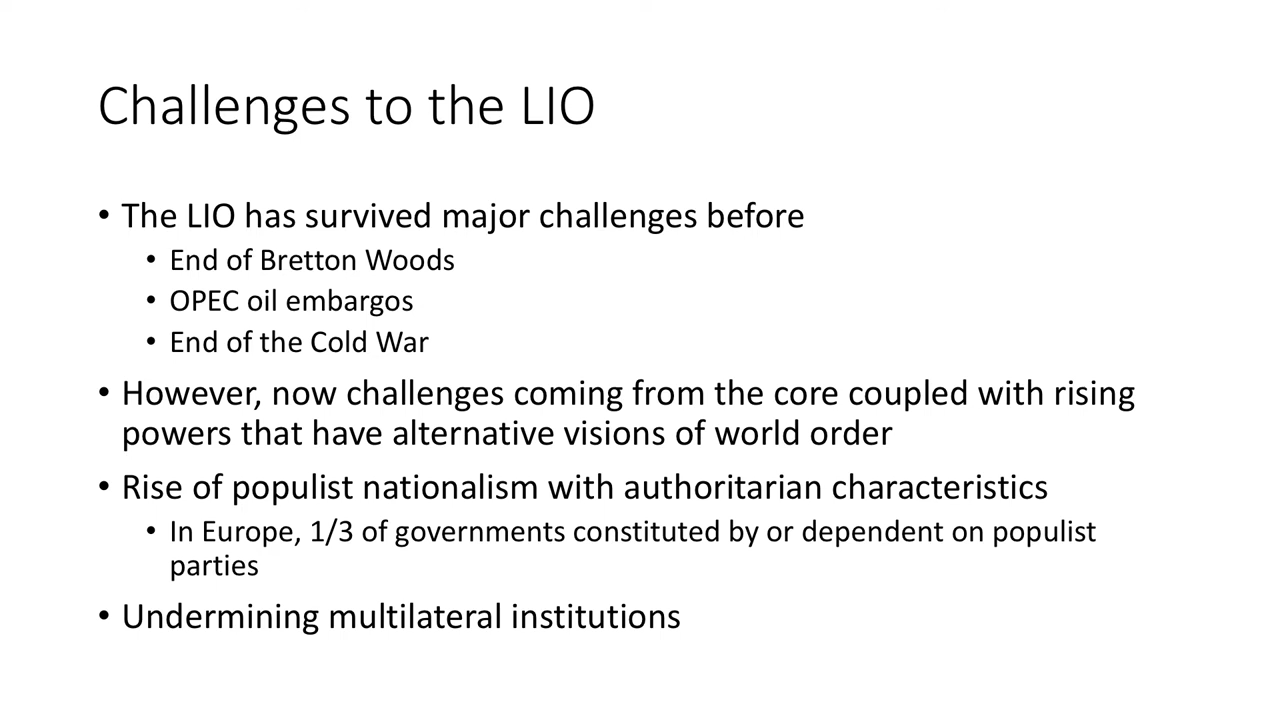 Challenges to the LIO
• The LIO has survived major challenges before
• End of Bretton Woods
• OPEC oil embargos
• End of the Cold War
• However, now challenges coming from the core coupled with rising
powers that have alternative visions of world order
• Rise of populist nationalism with authoritarian characteristics
• In Europe, 1/3 of governments constituted by or dependent on populist
parties
• Undermining multilateral institutions